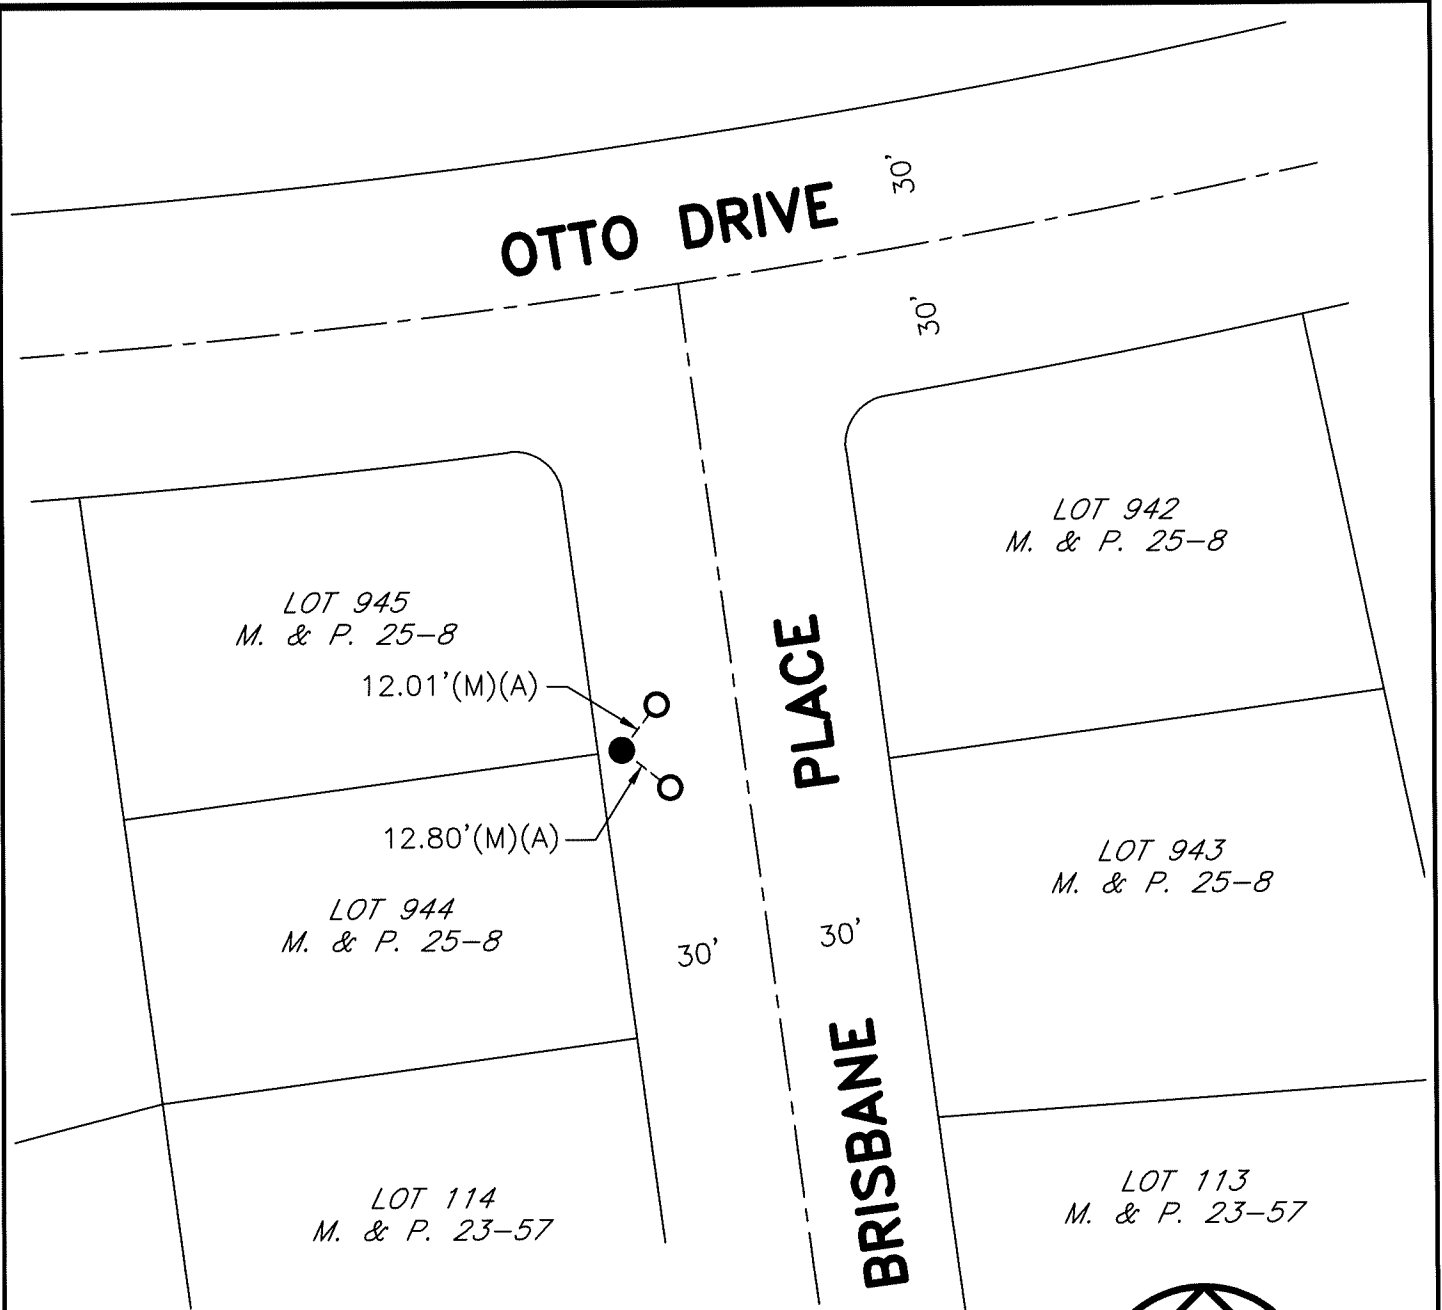 30'
OTTO DRIVE
30'
LOT 942
M. & P. 25-8
LOT 945
M. & P. 25-8
12.01'(M)(A)
PLACE
12.80'(M)(A)
LOT 943
M. & P. 25-8
LOT 944
M. & P. 25-8
30'
30'
BRISBANE
LOT 114
M. & P. 23-57
LOT 113
M. & P. 23-57